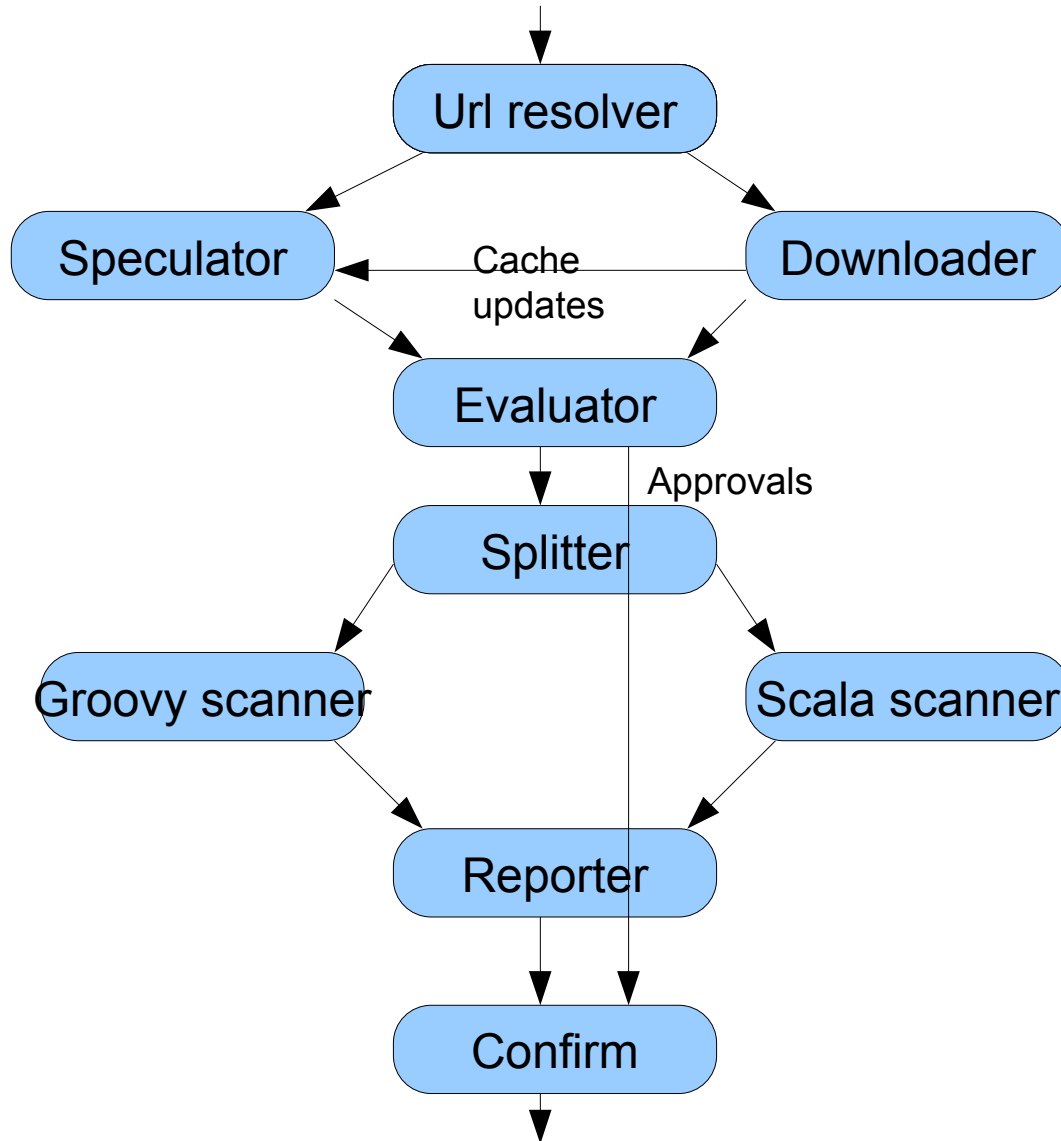 Url resolver
Speculator
Cache
updates
Downloader
Evaluator
Approvals
Splitter
Groovy scanner
Scala scanner
Reporter
Confirm